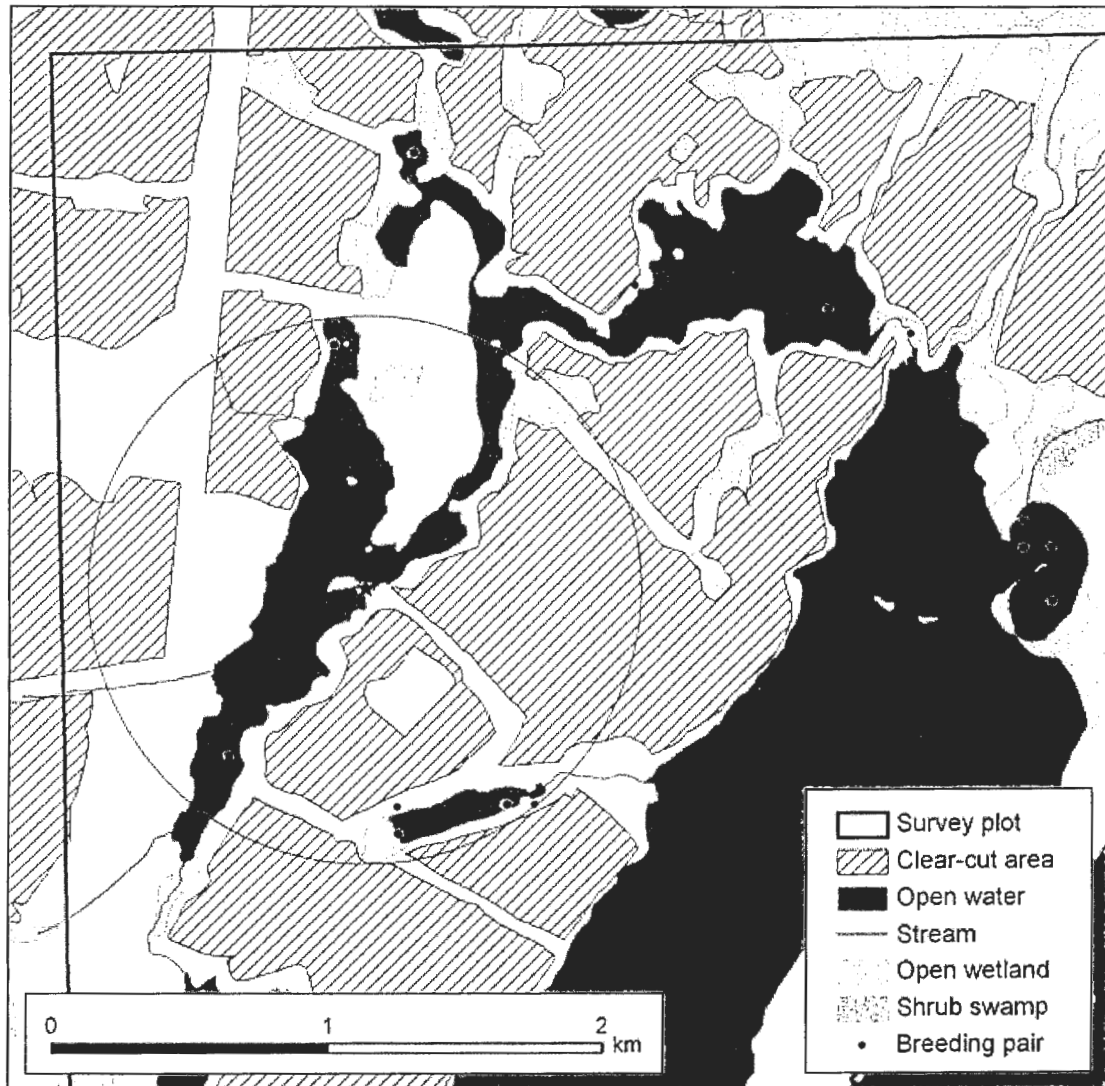 Survey plot
Clear-cut area
Open water
Stream
Open wetland
Shrub swamp
Breeding pair
0 1 2
km